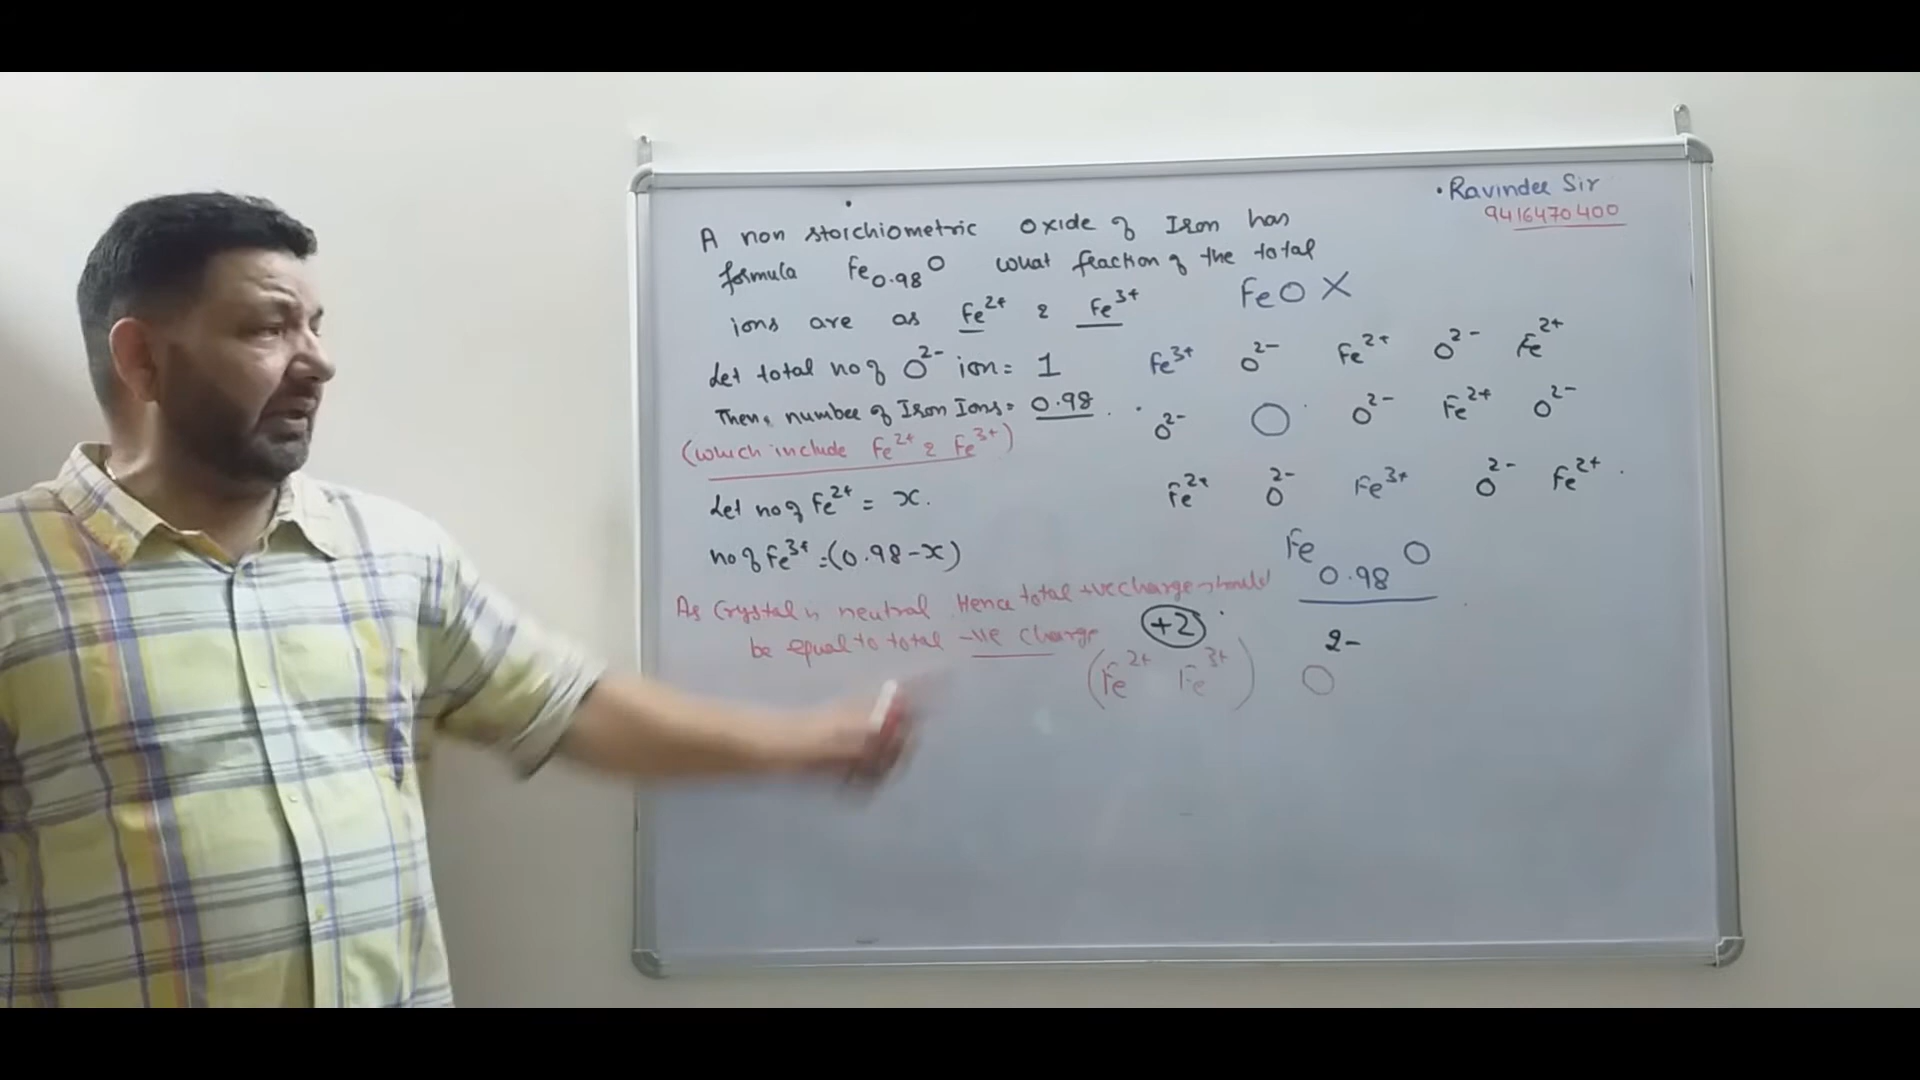 • Ravinder Sir
9416470400
A non stoichiometric oxide of Iron has
formula Fe0.98O what fraction of the total
ions are as Fe2+ & Fe3+
FeO X
Let total no of O2- ion = 1
Then, number of Iron Ions = 0.98
(which include Fe2+ & Fe3+)
Let no of Fe2+ = x.
no of Fe3+ = (0.98-x)
As Crystal is neutral. Hence total +ve charge should
be equal to total -ve charge
Fe3+ O2- Fe2+ O2- Fe2+
O2- O2- Fe2+ O2-
Fe2+ O2- Fe3+ O2- Fe2+
Fe0.98O
+2
2-
(Fe2+ Fe3+) O